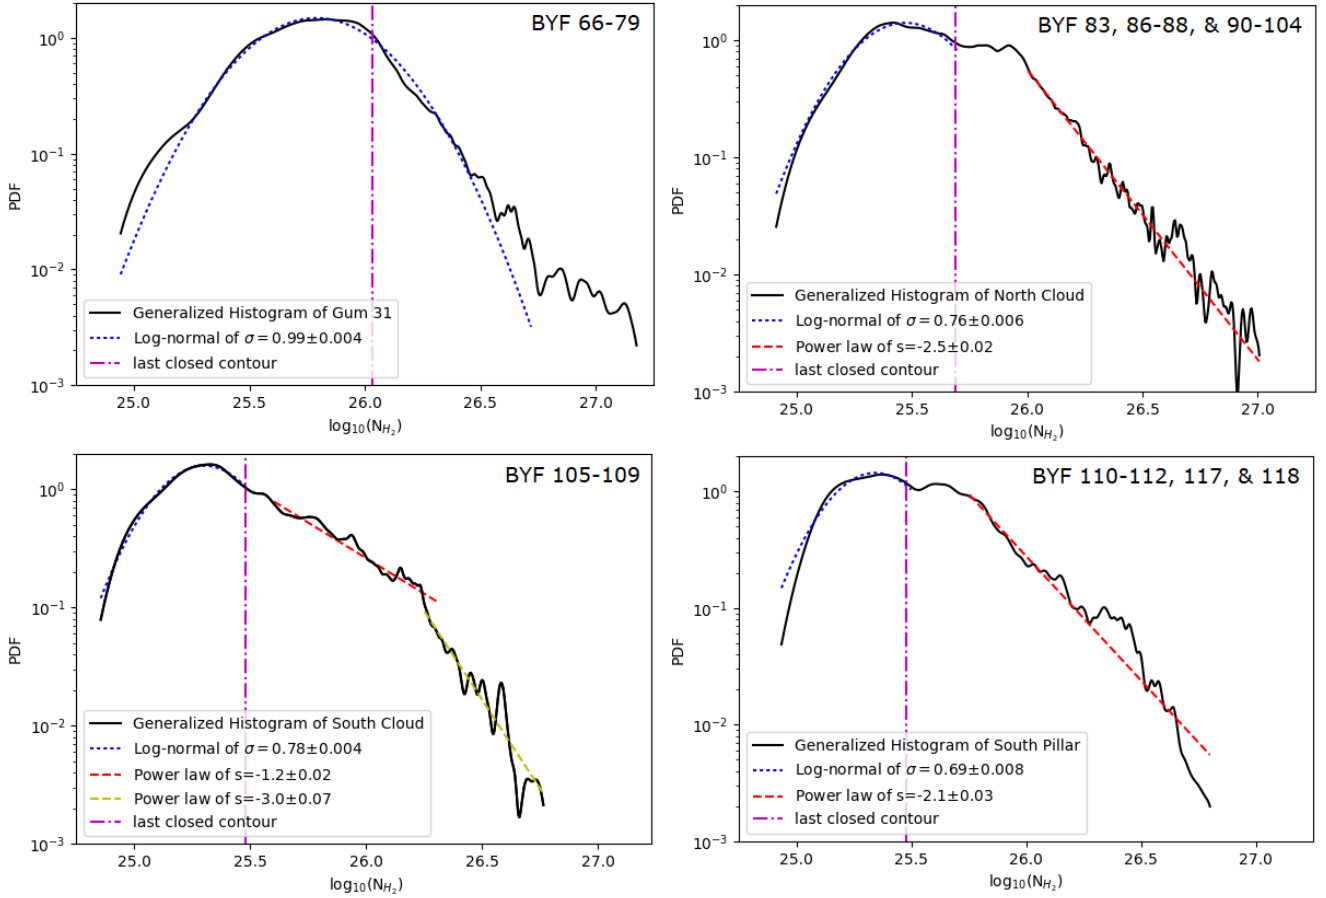 BYF 66-79
10⁰
10⁻¹
10⁻²
10⁻³
PDF
Generalized Histogram of Gum 31
Log-normal of σ=0.99±0.004
last closed contour
25.0 25.5 26.0 26.5 27.0
log₁₀(N_{H₂})
BYF 83, 86-88, & 90-104
10⁰
10⁻¹
10⁻²
10⁻³
PDF
Generalized Histogram of North Cloud
Log-normal of σ=0.76±0.006
Power law of s=-2.5±0.02
last closed contour
25.0 25.5 26.0 26.5 27.0
log₁₀(N_{H₂})
BYF 105-109
10⁰
10⁻¹
10⁻²
10⁻³
PDF
Generalized Histogram of South Cloud
Log-normal of σ=0.78±0.004
Power law of s=-1.2±0.02
Power law of s=-3.0±0.07
last closed contour
25.0 25.5 26.0 26.5 27.0
log₁₀(N_{H₂})
BYF 110-112, 117, & 118
10⁰
10⁻¹
10⁻²
10⁻³
PDF
Generalized Histogram of South Pillar
Log-normal of σ=0.69±0.008
Power law of s=-2.1±0.03
last closed contour
25.0 25.5 26.0 26.5 27.0
log₁₀(N_{H₂})